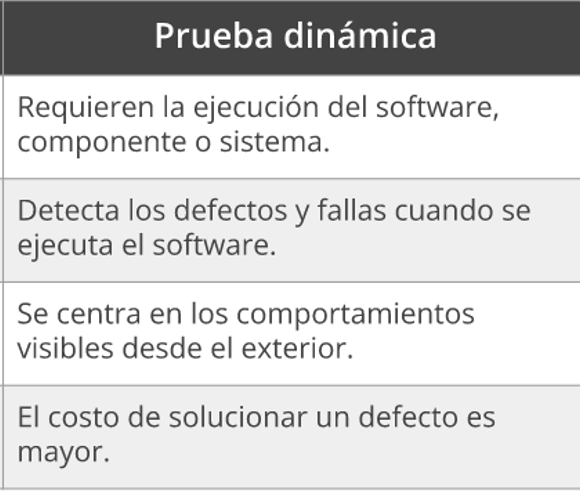 Prueba dinámica
Requieren la ejecución del software,
componente o sistema.
Detecta los defectos y fallas cuando se
ejecuta el software.
Se centra en los comportamientos
visibles desde el exterior.
El costo de solucionar un defecto es
mayor.